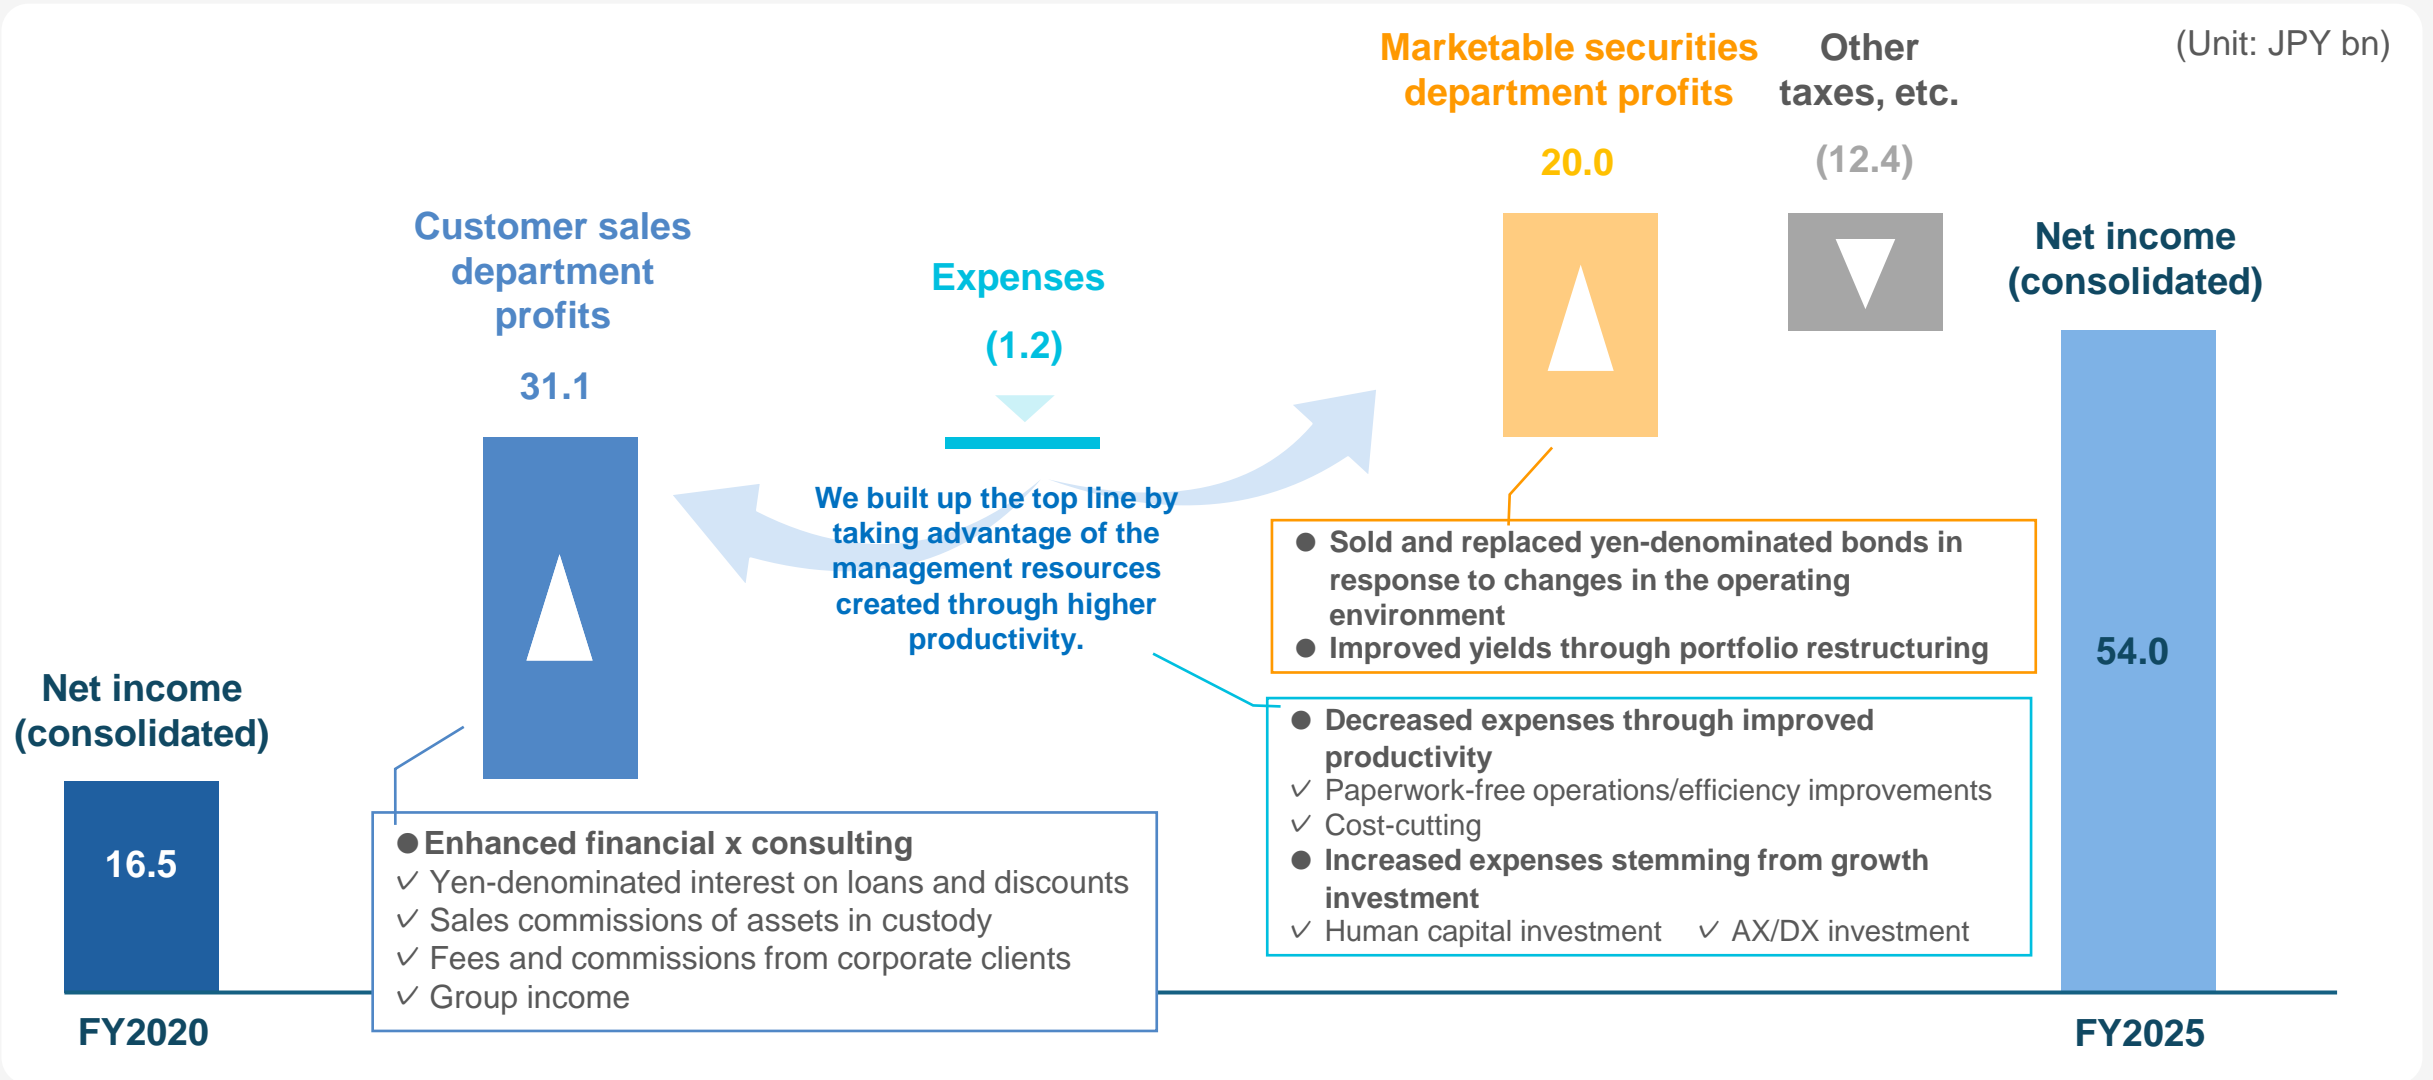 (Unit: JPY bn)
Net income
(consolidated)
16.5
FY2020
Customer sales
department
profits
31.1
●Enhanced financial x consulting
✓ Yen-denominated interest on loans and discounts
✓ Sales commissions of assets in custody
✓ Fees and commissions from corporate clients
✓ Group income
Expenses
(1.2)
We built up the top line by
taking advantage of the
management resources
created through higher
productivity.
● Decreased expenses through improved
productivity
✓ Paperwork-free operations/efficiency improvements
✓ Cost-cutting
● Increased expenses stemming from growth
investment
✓ Human capital investment ✓ AX/DX investment
Marketable securities
department profits
20.0
● Sold and replaced yen-denominated bonds in
response to changes in the operating
environment
● Improved yields through portfolio restructuring
Other
taxes, etc.
(12.4)
Net income
(consolidated)
54.0
FY2025